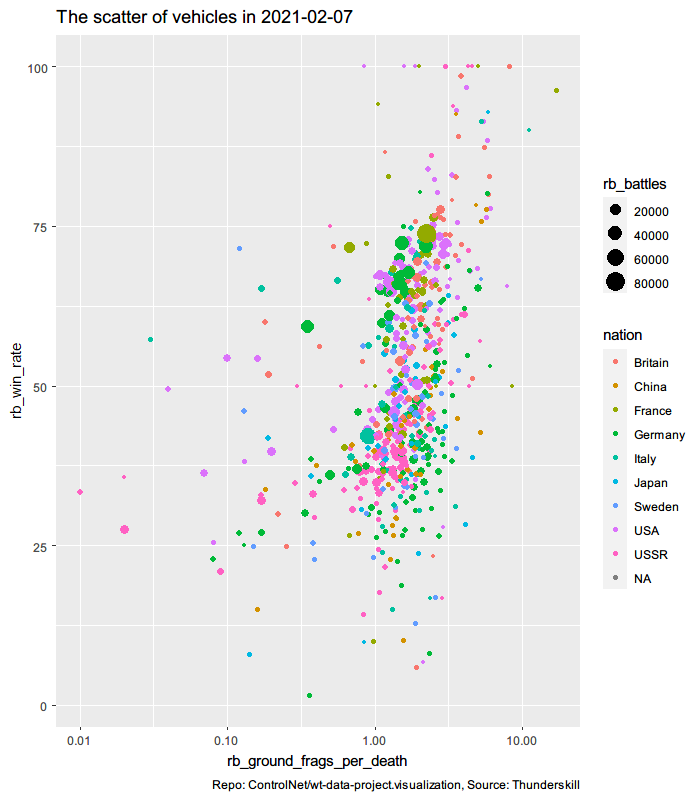 The scatter of vehicles in 2021-02-07
100
75
50
25
0
rb_win_rate
0.01
0.10
1.00
10.00
rb_ground_frags_per_death
Repo: ControlNet/wt-data-project.visualization, Source: Thunderskill
rb_battles
20000
40000
60000
80000
nation
Britain
China
France
Germany
Italy
Japan
Sweden
USA
USSR
NA